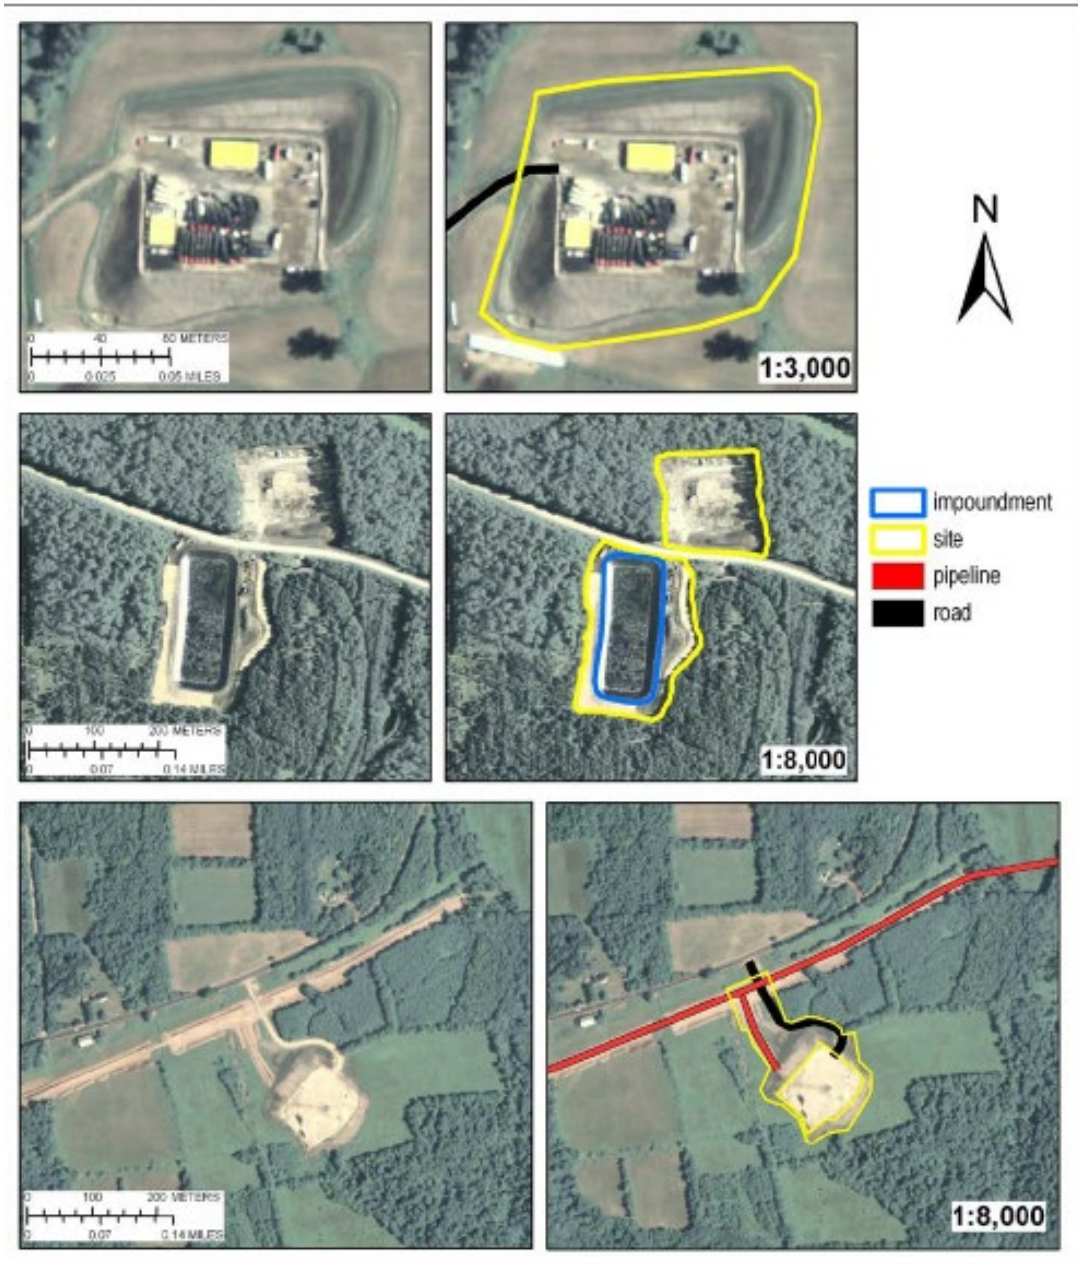 0 40 80 METERS
0 0.025 0.05 MILES
1:3,000
N
0 100 200 METERS
0 0.07 0.14 MILES
1:8,000
impoundment
site
pipeline
road
0 100 200 METERS
0 0.07 0.14 MILES
1:8,000